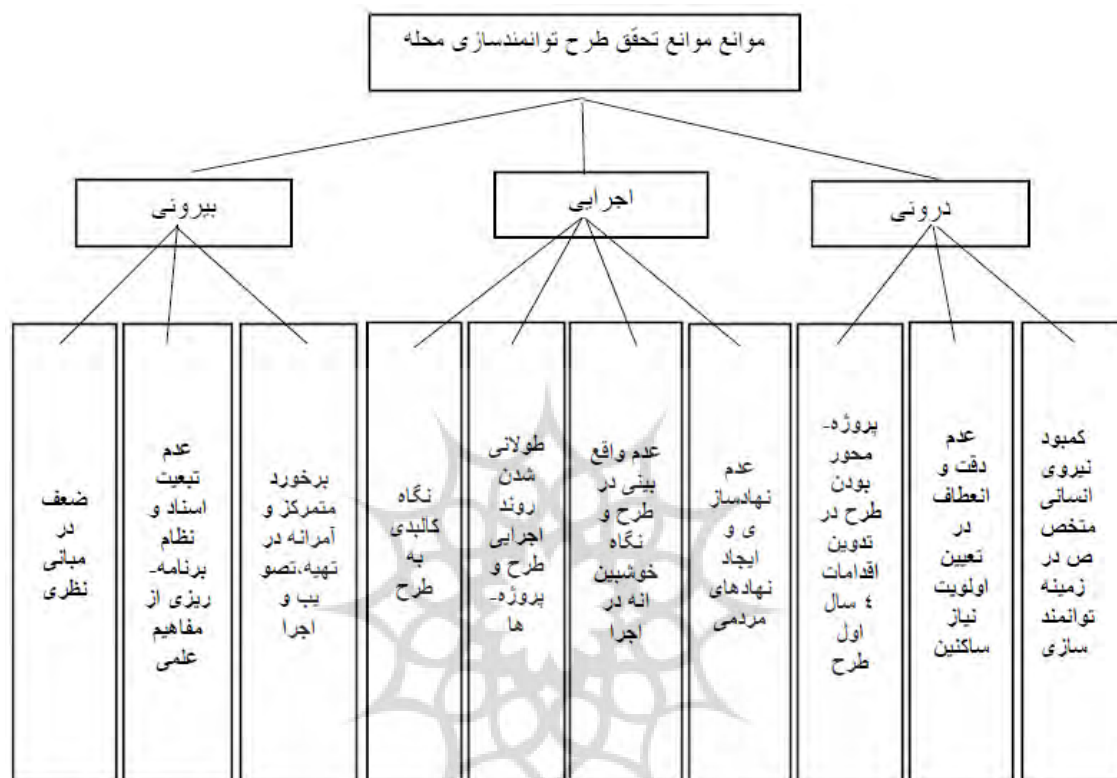 موانع موانع تحقق طرح توانمندسازی محله
درونی
اجرایی
بیرونی
کمبود
نیروی
انسانی
متخص
ص در
زمینه
توانمند
سازی
عدم
دقت و
انعطاف
در
تعیین
اولویت
نیاز
ساکنین
پروژه-
محور
بودن
طرح در
تدوین
اقدامات
٤ سال
اول
طرح
عدم
نهادساز
ی و
ایجاد
نهادهای
مردمی
عدم واقع
بینی در
طرح و
نگاه
خوشبین
انه در
اجرا
طولانی
شدن
روند
اجرایی
طرح و
پروژه-
ها
نگاه
کالبدی
به
طرح
برخورد
متمرکز و
آمرانه در
تهیه،تصو
یب و
اجرا
عدم
تبعیت
اسناد و
نظام
برنامه-
ریزی از
مفاهیم
علمی
ضعف
در
مبانی
نظری